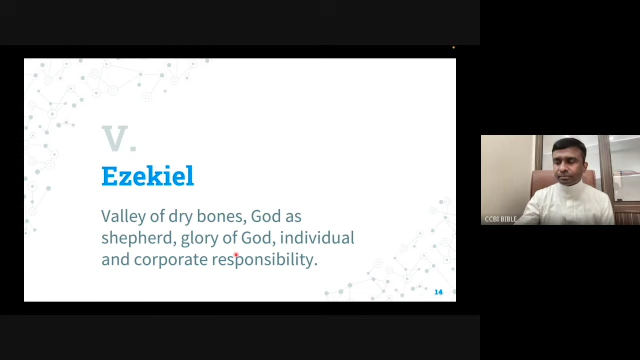 V.
Ezekiel
Valley of dry bones, God as
shepherd, glory of God, individual
and corporate responsibility.
14
CCBI BIBLE